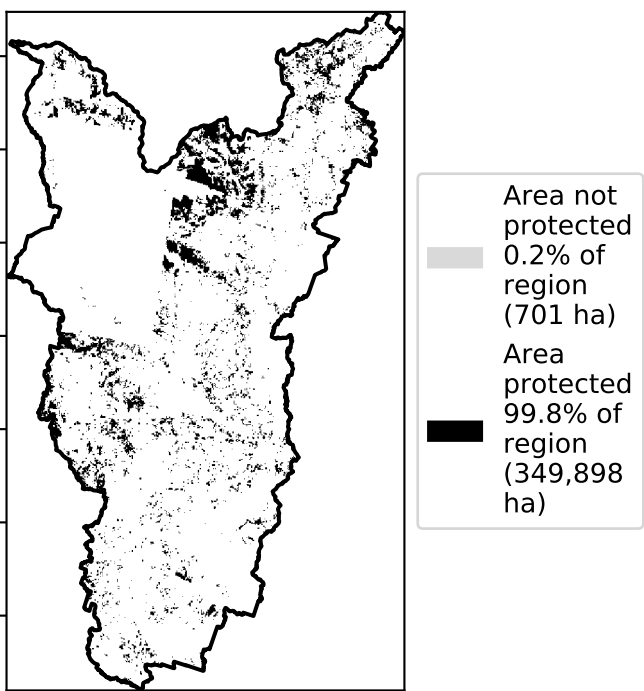 Area not
protected
0.2% of
region
(701 ha)
Area
protected
99.8% of
region
(349,898
ha)